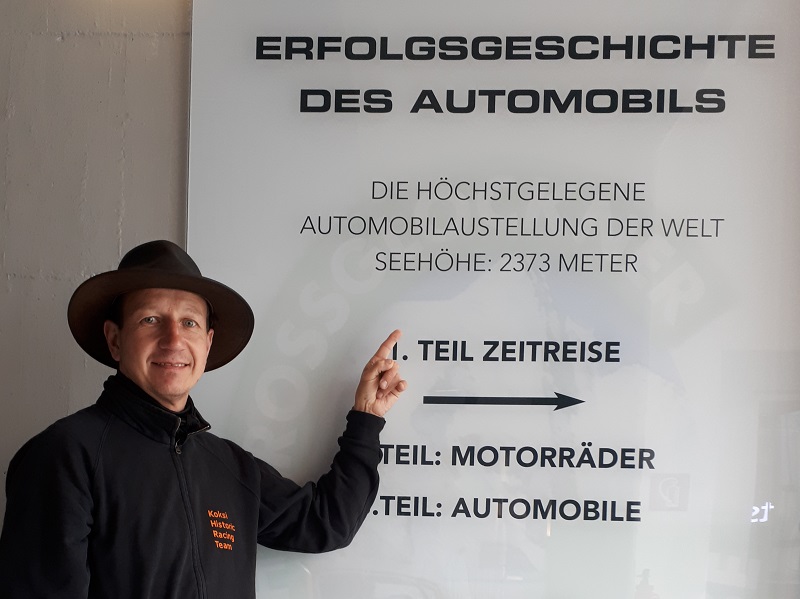 ERFOLGSGESCHICHTE
DES AUTOMOBILS
DIE HÖCHSTGELEGENE
AUTOMOBILAUSTELLUNG DER WELT
SEEHÖHE: 2373 METER
1. TEIL ZEITREISE
TEIL: MOTORRÄDER
.TEIL: AUTOMOBILE
Koksi
Historic
Racing
Team